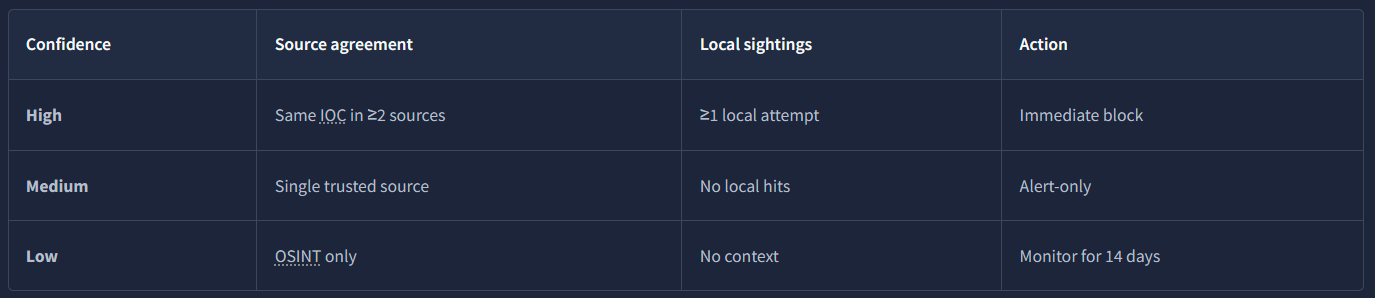 Confidence Source agreement Local sightings Action
High Same IOC in ≥2 sources ≥1 local attempt Immediate block
Medium Single trusted source No local hits Alert-only
Low OSINT only No context Monitor for 14 days